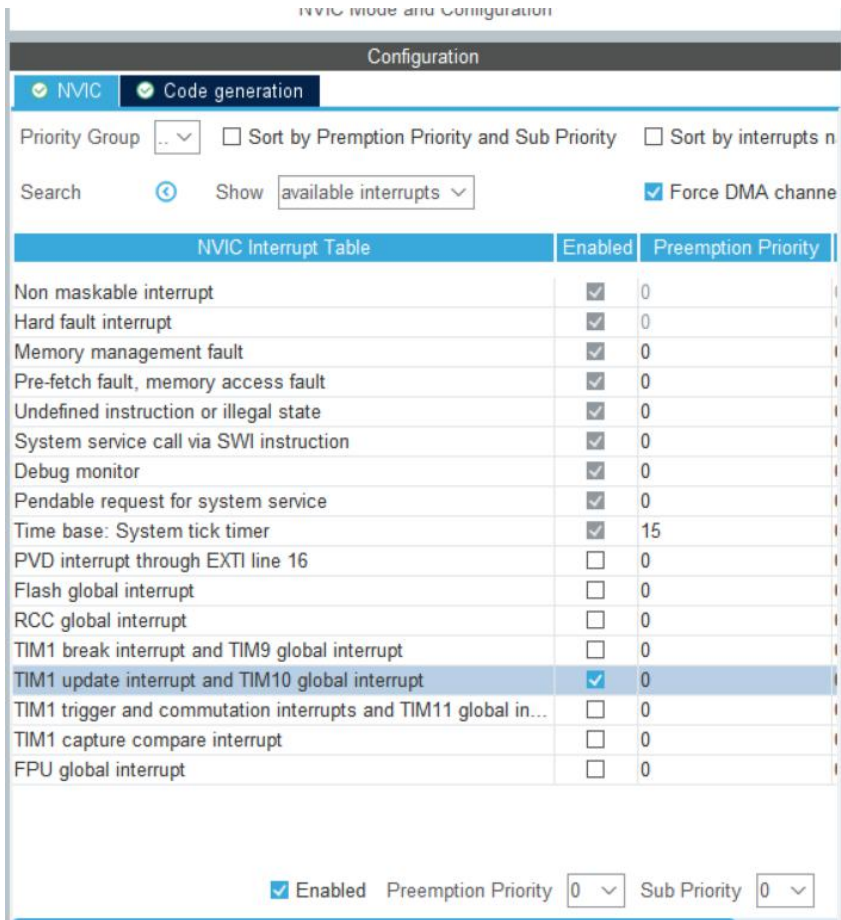 NVIC Mode and Configuration
Configuration
NVIC Code generation
Priority Group .. Sort by Premption Priority and Sub Priority Sort by interrupts n
Search Show available interrupts Force DMA channe
NVIC Interrupt Table Enabled Preemption Priority
Non maskable interrupt 0
Hard fault interrupt 0
Memory management fault 0
Pre-fetch fault, memory access fault 0
Undefined instruction or illegal state 0
System service call via SWI instruction 0
Debug monitor 0
Pendable request for system service 0
Time base: System tick timer 15
PVD interrupt through EXTI line 16 0
Flash global interrupt 0
RCC global interrupt 0
TIM1 break interrupt and TIM9 global interrupt 0
TIM1 update interrupt and TIM10 global interrupt 0
TIM1 trigger and commutation interrupts and TIM11 global in... 0
TIM1 capture compare interrupt 0
FPU global interrupt 0
Enabled Preemption Priority 0 Sub Priority 0